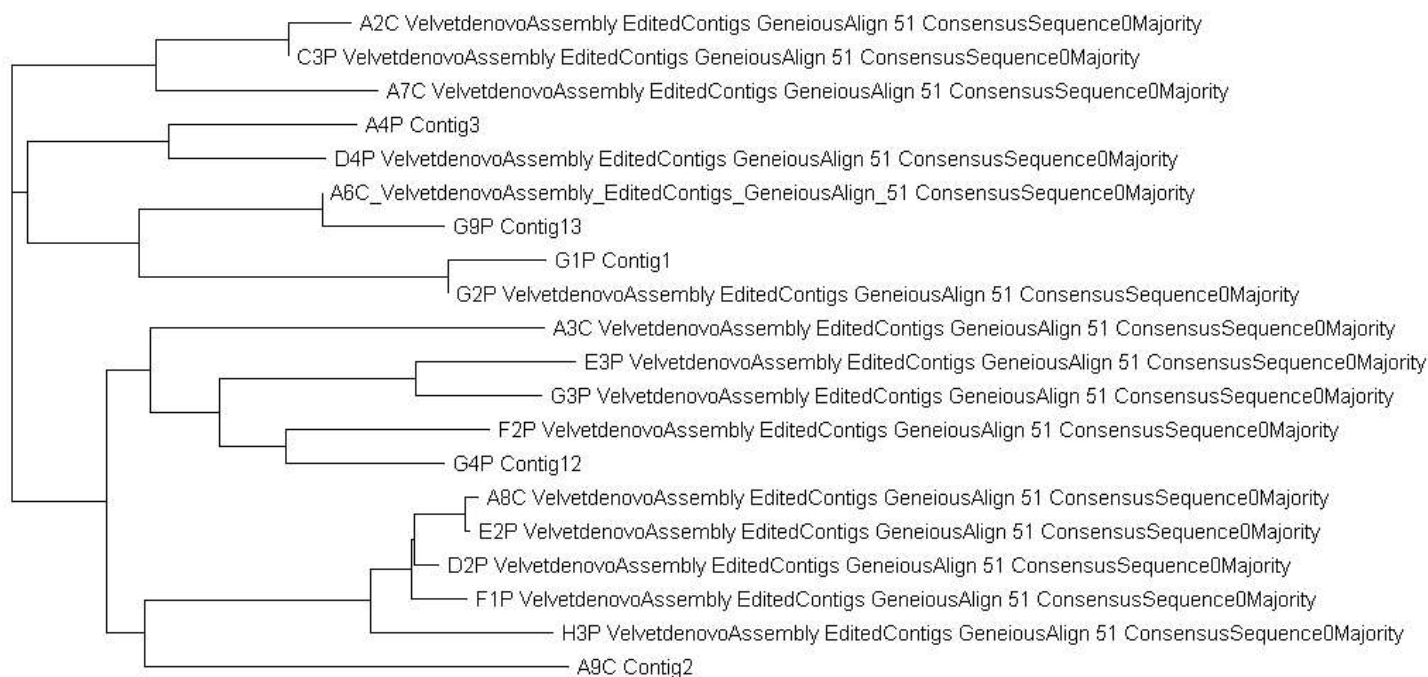 A2C VelvetdenovoAssembly EditedContigs GeneiousAlign 51 ConsensusSequence0Majority
C3P VelvetdenovoAssembly EditedContigs GeneiousAlign 51 ConsensusSequence0Majority
A7C VelvetdenovoAssembly EditedContigs GeneiousAlign 51 ConsensusSequence0Majority
A4P Contig3
D4P VelvetdenovoAssembly EditedContigs GeneiousAlign 51 ConsensusSequence0Majority
A6C_VelvetdenovoAssembly_EditedContigs_GeneiousAlign_51 ConsensusSequence0Majority
G9P Contig13
G1P Contig1
G2P VelvetdenovoAssembly EditedContigs GeneiousAlign 51 ConsensusSequence0Majority
A3C VelvetdenovoAssembly EditedContigs GeneiousAlign 51 ConsensusSequence0Majority
E3P VelvetdenovoAssembly EditedContigs GeneiousAlign 51 ConsensusSequence0Majority
G3P VelvetdenovoAssembly EditedContigs GeneiousAlign 51 ConsensusSequence0Majority
F2P VelvetdenovoAssembly EditedContigs GeneiousAlign 51 ConsensusSequence0Majority
G4P Contig12
A8C VelvetdenovoAssembly EditedContigs GeneiousAlign 51 ConsensusSequence0Majority
E2P VelvetdenovoAssembly EditedContigs GeneiousAlign 51 ConsensusSequence0Majority
D2P VelvetdenovoAssembly EditedContigs GeneiousAlign 51 ConsensusSequence0Majority
F1P VelvetdenovoAssembly EditedContigs GeneiousAlign 51 ConsensusSequence0Majority
H3P VelvetdenovoAssembly EditedContigs GeneiousAlign 51 ConsensusSequence0Majority
A9C Contig2